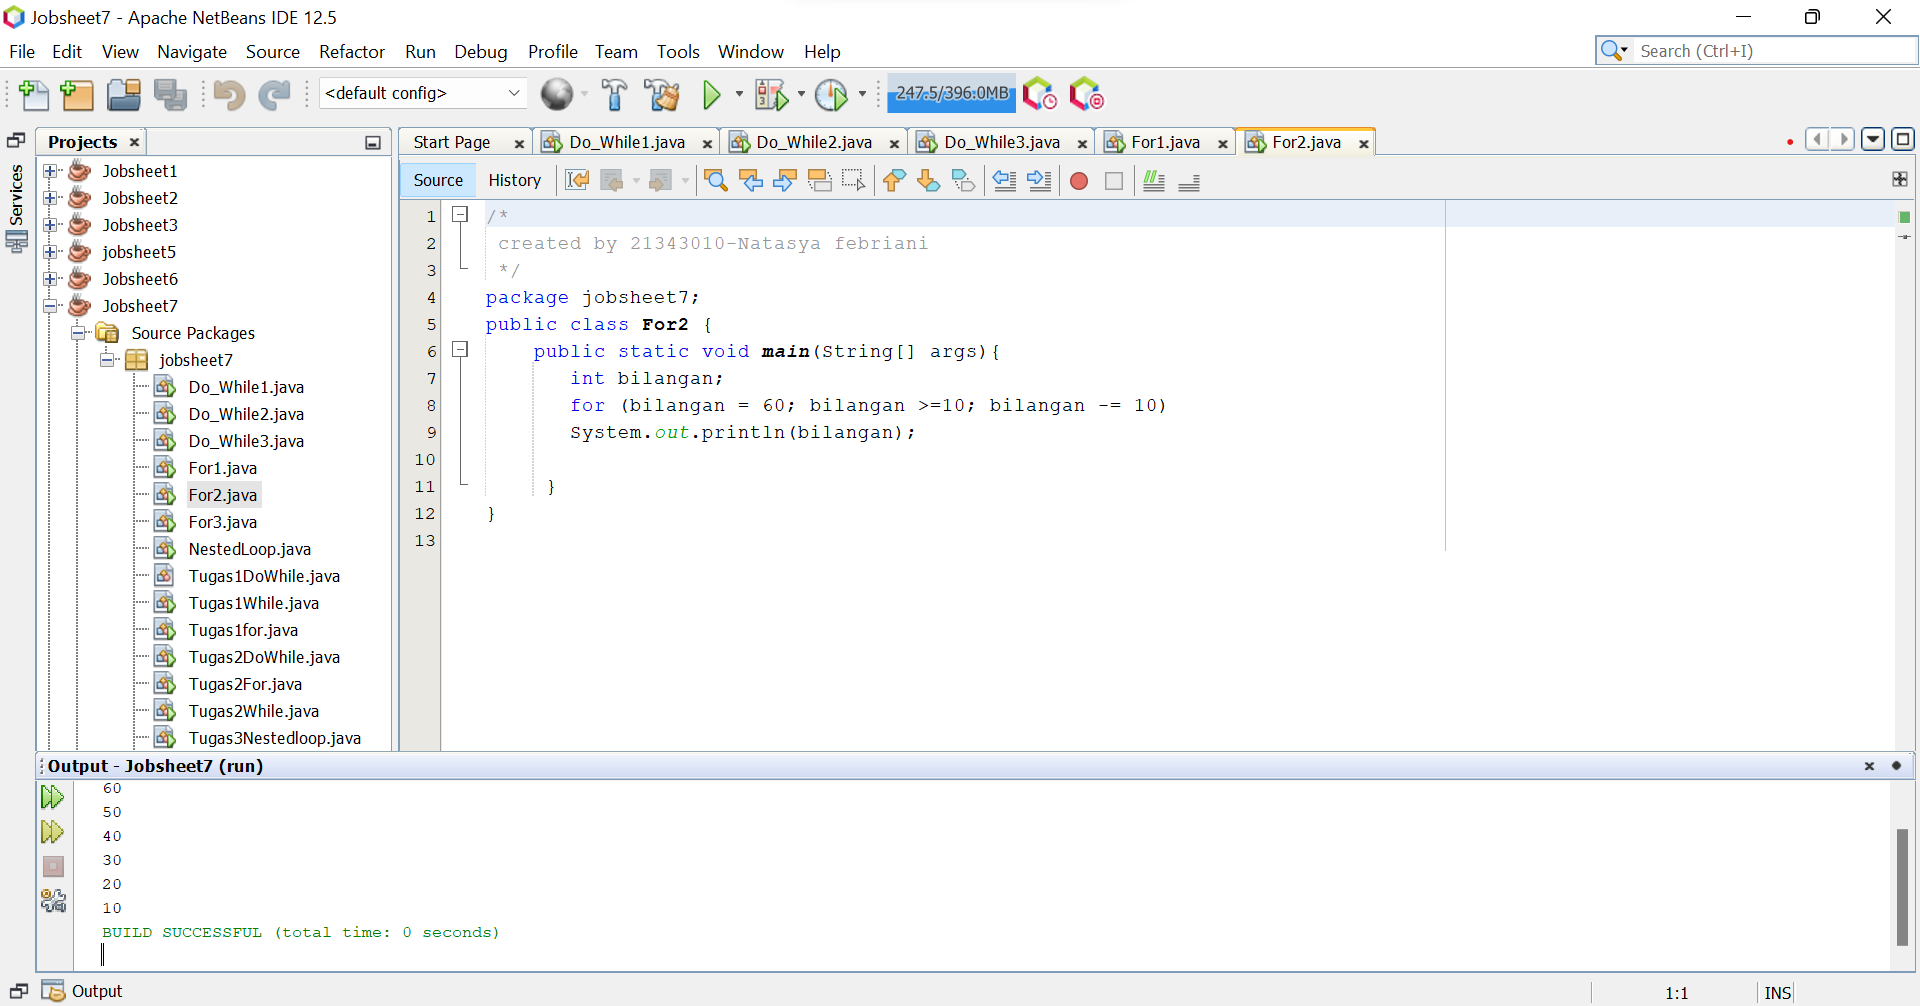 Jobsheet7 - Apache NetBeans IDE 12.5
File Edit View Navigate Source Refactor Run Debug Profile Team Tools Window Help
Search (Ctrl+I)
<default config>
247.5/396.0MB
Projects
Start Page Do_While1.java Do_While2.java Do_While3.java For1.java For2.java
Services
Jobsheet1
Jobsheet2
Jobsheet3
jobsheet5
Jobsheet6
Jobsheet7
Source Packages
jobsheet7
Do_While1.java
Do_While2.java
Do_While3.java
For1.java
For2.java
For3.java
NestedLoop.java
Tugas1DoWhile.java
Tugas1While.java
Tugas1for.java
Tugas2DoWhile.java
Tugas2For.java
Tugas2While.java
Tugas3Nestedloop.java
Source History
1 /*
2 created by 21343010-Natasya febriani
3 */
4 package jobsheet7;
5 public class For2 {
6 public static void main(String[] args){
7 int bilangan;
8 for (bilangan = 60; bilangan >=10; bilangan -= 10)
9 System.out.println(bilangan);
10
11 }
12 }
13
Output - Jobsheet7 (run)
60
50
40
30
20
10
BUILD SUCCESSFUL (total time: 0 seconds)
Output
1:1 INS